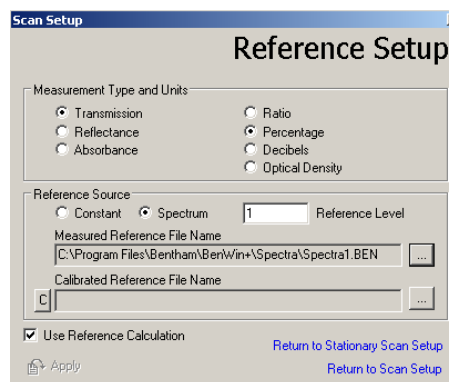 Scan Setup
Reference Setup
Measurement Type and Units
Transmission Ratio
Reflectance Percentage
Absorbance Decibels
Optical Density
Reference Source
Constant Spectrum 1 Reference Level
Measured Reference File Name
C:\Program Files\Bentham\BenWin+\Spectra\Spectra1.BEN ...
Calibrated Reference File Name
C ...
Use Reference Calculation
Return to Stationary Scan Setup
Apply Return to Scan Setup